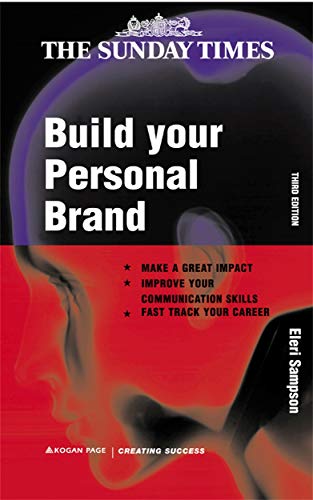 THE SUNDAY TIMES
Build your
Personal
Brand
THIRD EDITION
★ MAKE A GREAT IMPACT
★ IMPROVE YOUR
COMMUNICATION SKILLS
★ FAST TRACK YOUR CAREER
Eleri Sampson
KOGAN PAGE | CREATING SUCCESS